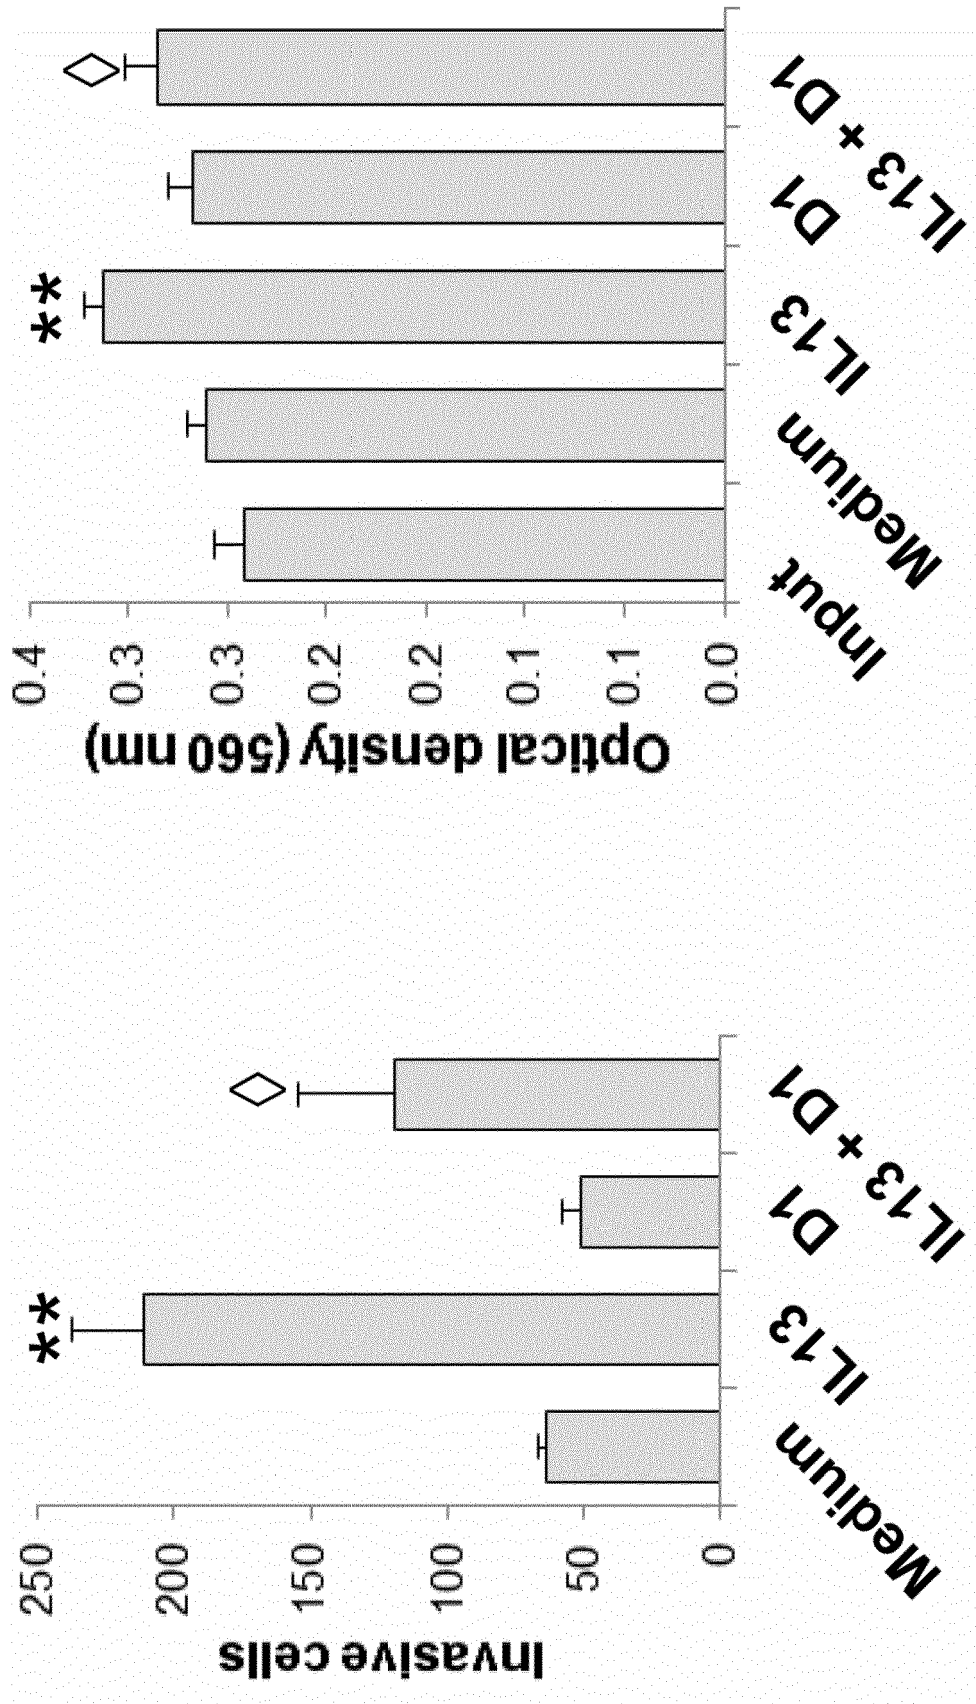 Invasive cells
250
200
150
100
50
0
**
Medium
IL13
D1
IL13 + D1
Optical density (560 nm)
0.4
0.3
0.3
0.2
0.2
0.1
0.1
0.0
**
Input
Medium
IL13
D1
IL13 + D1